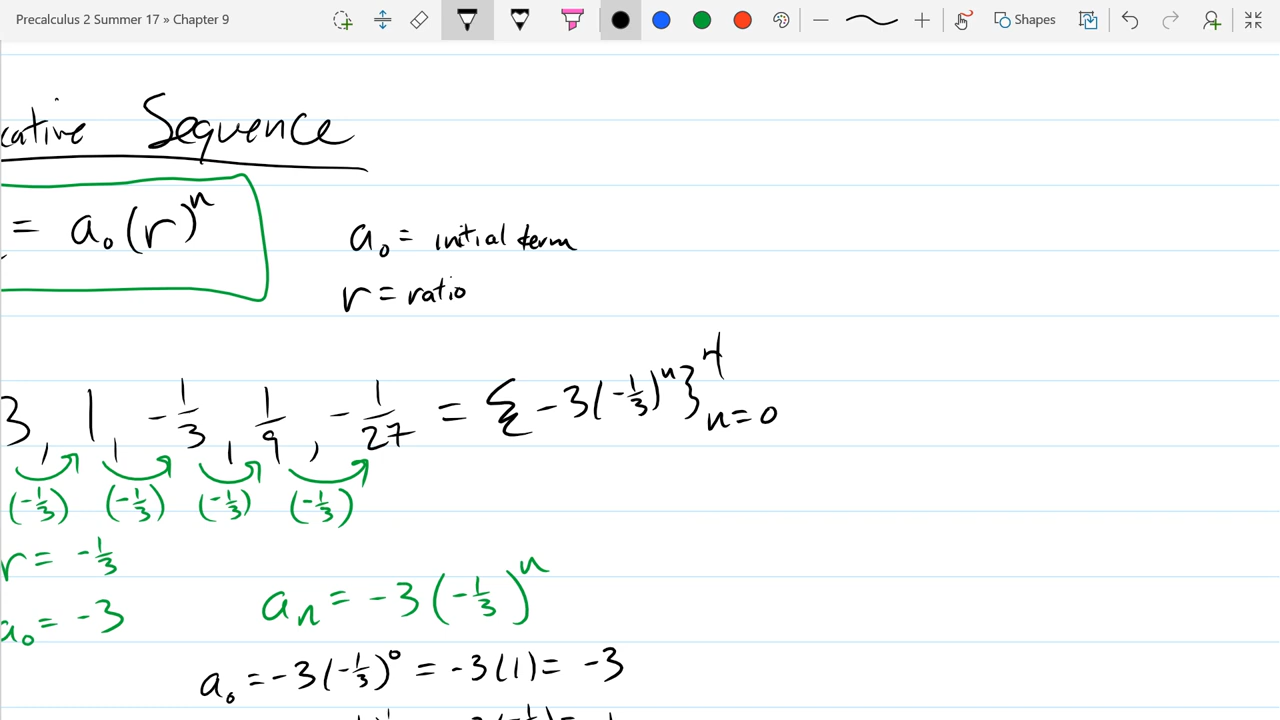 Precalculus 2 Summer 17 » Chapter 9
Shapes
cative Sequence
= a₀(r)ⁿ
a₀ = initial term
r = ratio
3, 1, -1/3, 1/9, -1/27 = {-3(-1/3)ⁿ}⁴ₙ₌₀
(-1/3) (-1/3) (-1/3) (-1/3)
r = -1/3
aₙ = -3(-1/3)ⁿ
a₀ = -3
a₀ = -3(-1/3)⁰ = -3(1) = -3